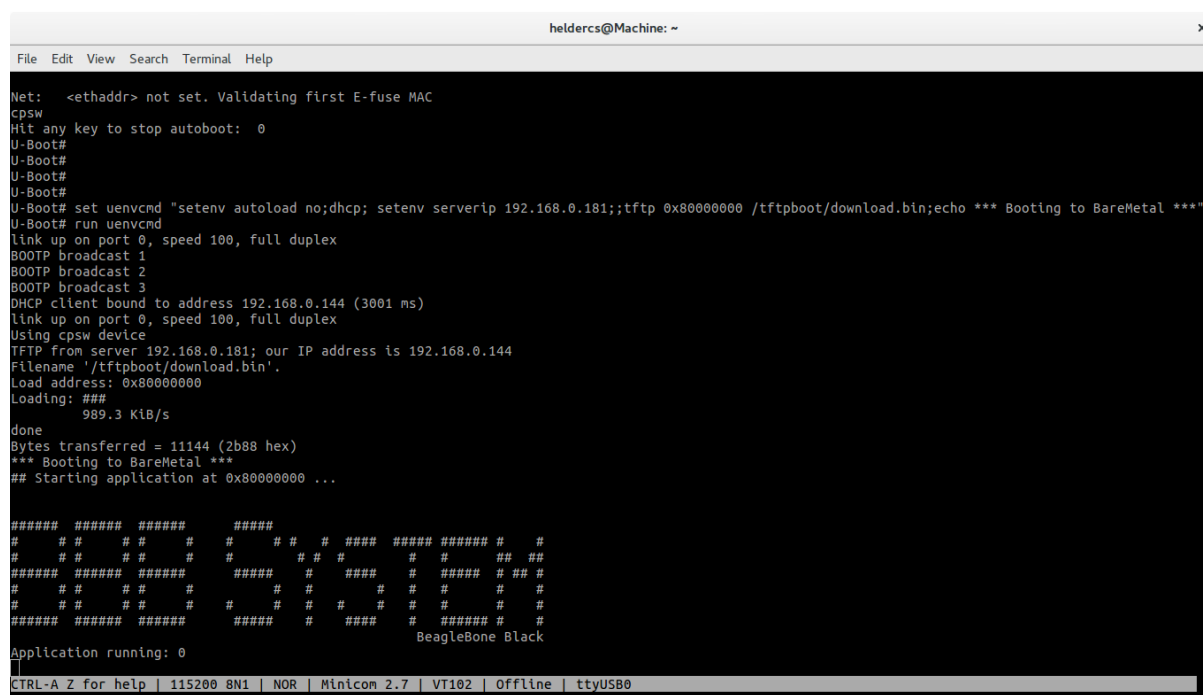 heldercs@Machine: ~
File Edit View Search Terminal Help
Net:   <ethaddr> not set. Validating first E-fuse MAC
cpsw
Hit any key to stop autoboot:  0
U-Boot#
U-Boot#
U-Boot#
U-Boot#
U-Boot# set uenvcmd "setenv autoload no;dhcp; setenv serverip 192.168.0.181;;tftp 0x80000000 /tftpboot/download.bin;echo *** Booting to BareMetal ***"
U-Boot# run uenvcmd
link up on port 0, speed 100, full duplex
BOOTP broadcast 1
BOOTP broadcast 2
BOOTP broadcast 3
DHCP client bound to address 192.168.0.144 (3001 ms)
link up on port 0, speed 100, full duplex
Using cpsw device
TFTP from server 192.168.0.181; our IP address is 192.168.0.144
Filename '/tftpboot/download.bin'.
Load address: 0x80000000
Loading: ###
         989.3 KiB/s
done
Bytes transferred = 11144 (2b88 hex)
*** Booting to BareMetal ***
## Starting application at 0x80000000 ...
BBB SYSTEM
BeagleBone Black
Application running: 0
CTRL-A Z for help | 115200 8N1 | NOR | Minicom 2.7 | VT102 | Offline | ttyUSB0